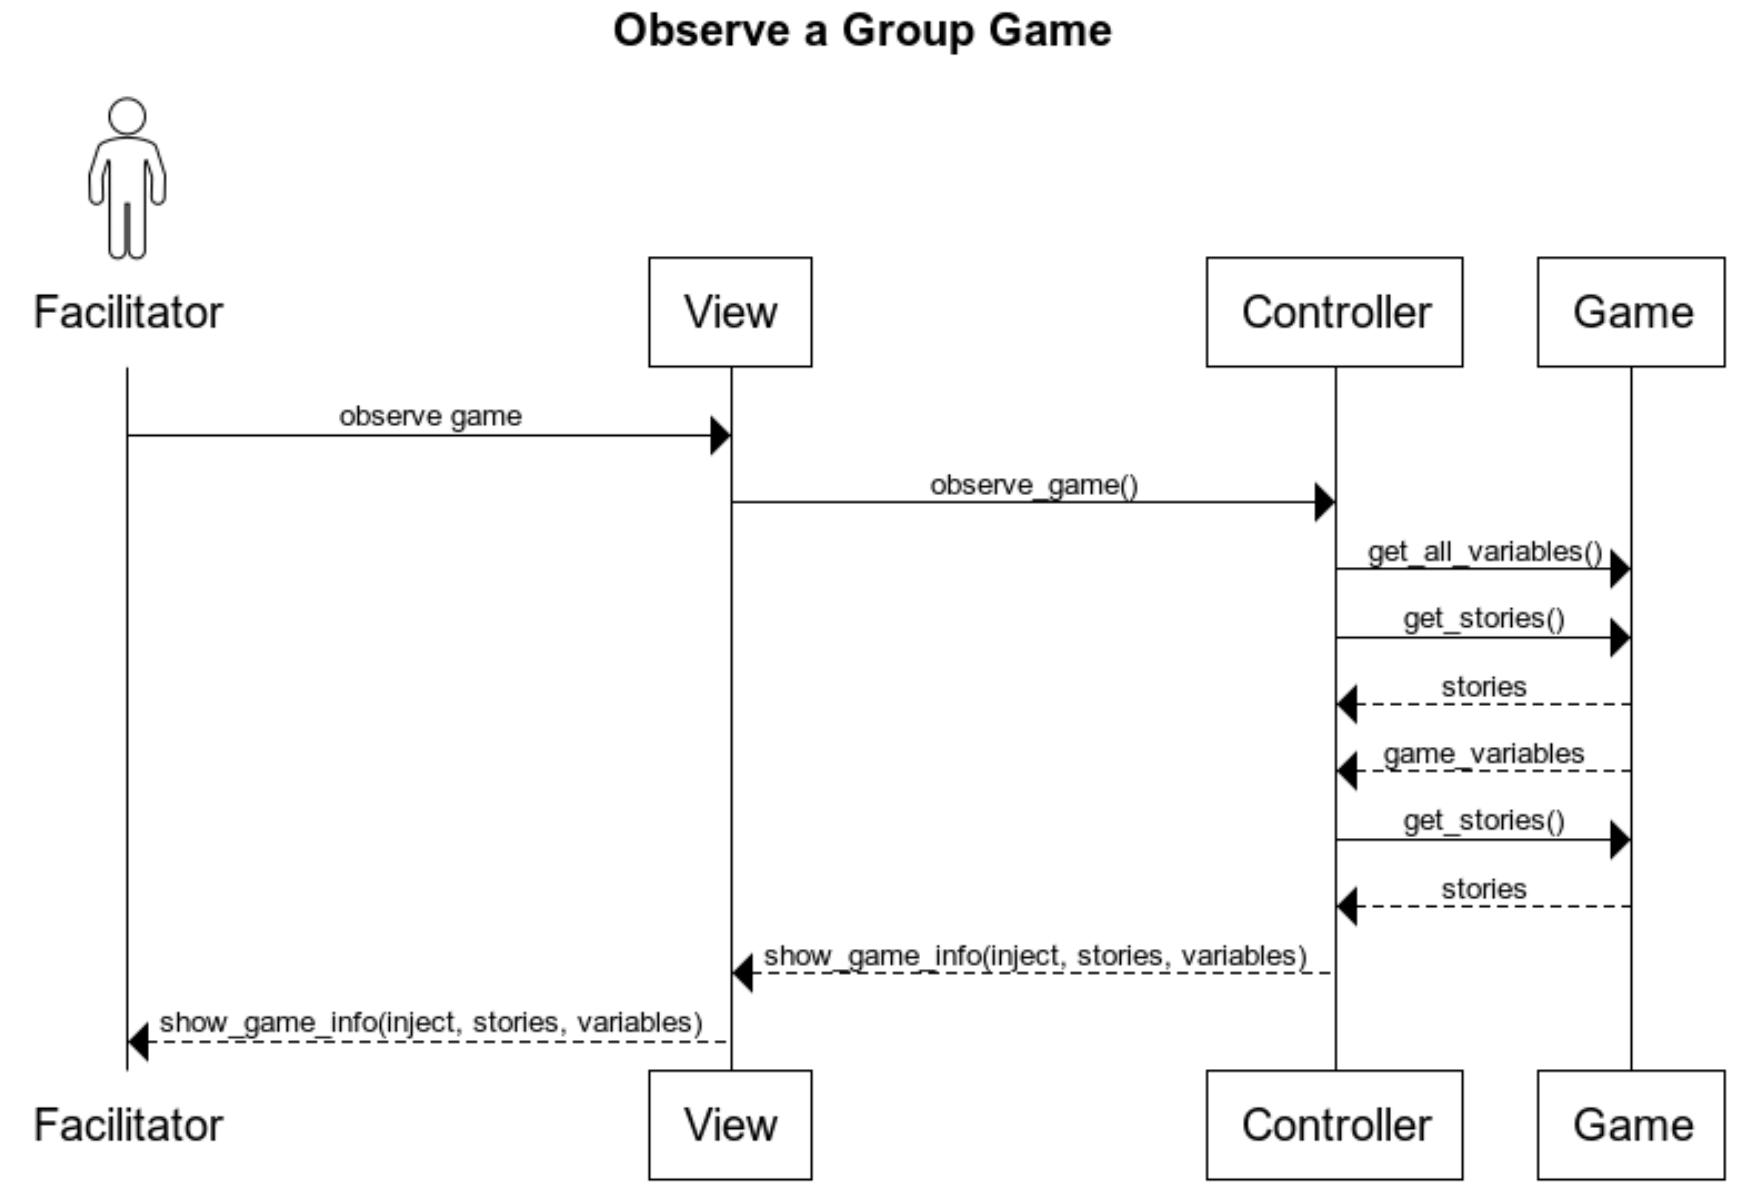 Observe a Group Game
Facilitator
View
Controller
Game
observe game
observe_game()
get_all_variables()
get_stories()
stories
game_variables
get_stories()
stories
show_game_info(inject, stories, variables)
show_game_info(inject, stories, variables)
Facilitator
View
Controller
Game